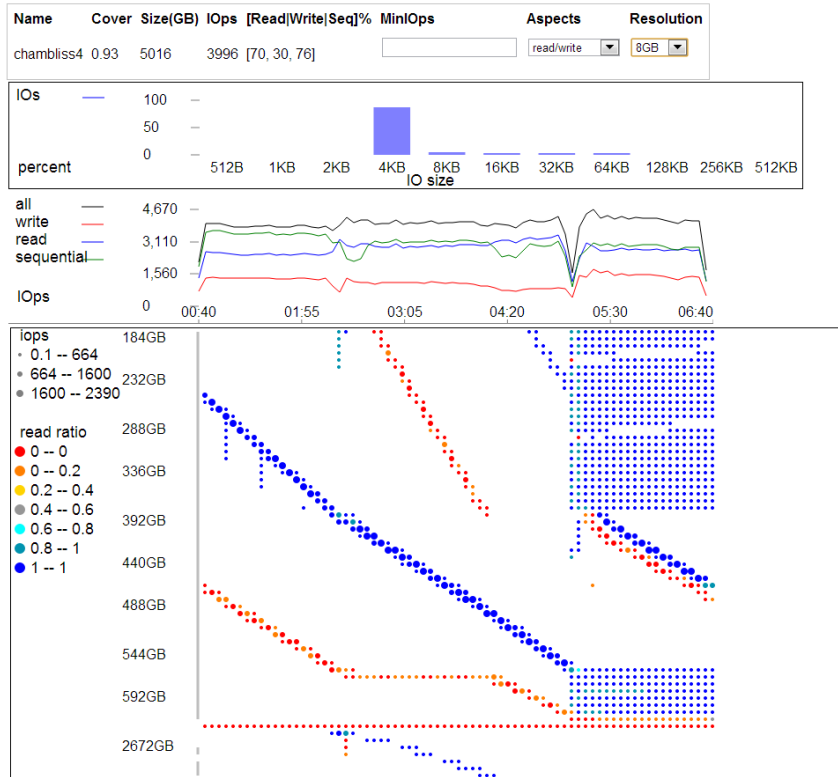 Name Cover Size(GB) IOps [Read|Write|Seq]% MinIOps Aspects Resolution
chambliss4 0.93 5016 3996 [70, 30, 76] read/write 8GB
IOs
100
50
0
percent 512B 1KB 2KB 4KB 8KB 16KB 32KB 64KB 128KB 256KB 512KB
IO size
all
write
read
sequential
IOps
4.670
3,110
1,560
0
00:40 01:55 03:05 04:20 05:30 06:40
iops
0.1 -- 664
664 -- 1600
1600 -- 2390
read ratio
0 -- 0
0 -- 0.2
0.2 -- 0.4
0.4 -- 0.6
0.6 -- 0.8
0.8 -- 1
1 -- 1
184GB
232GB
288GB
336GB
392GB
440GB
488GB
544GB
592GB
2672GB